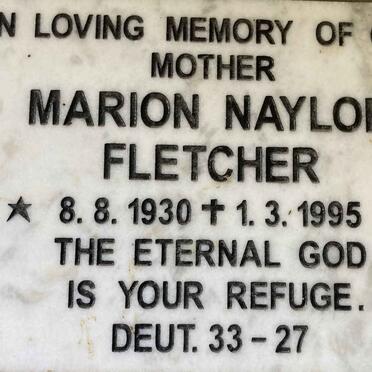 N LOVING MEMORY OF
MOTHER
MARION NAYLOR
FLETCHER
★ 8. 8. 1930 ✝ 1. 3. 1995
THE ETERNAL GOD
IS YOUR REFUGE.
DEUT. 33 – 27